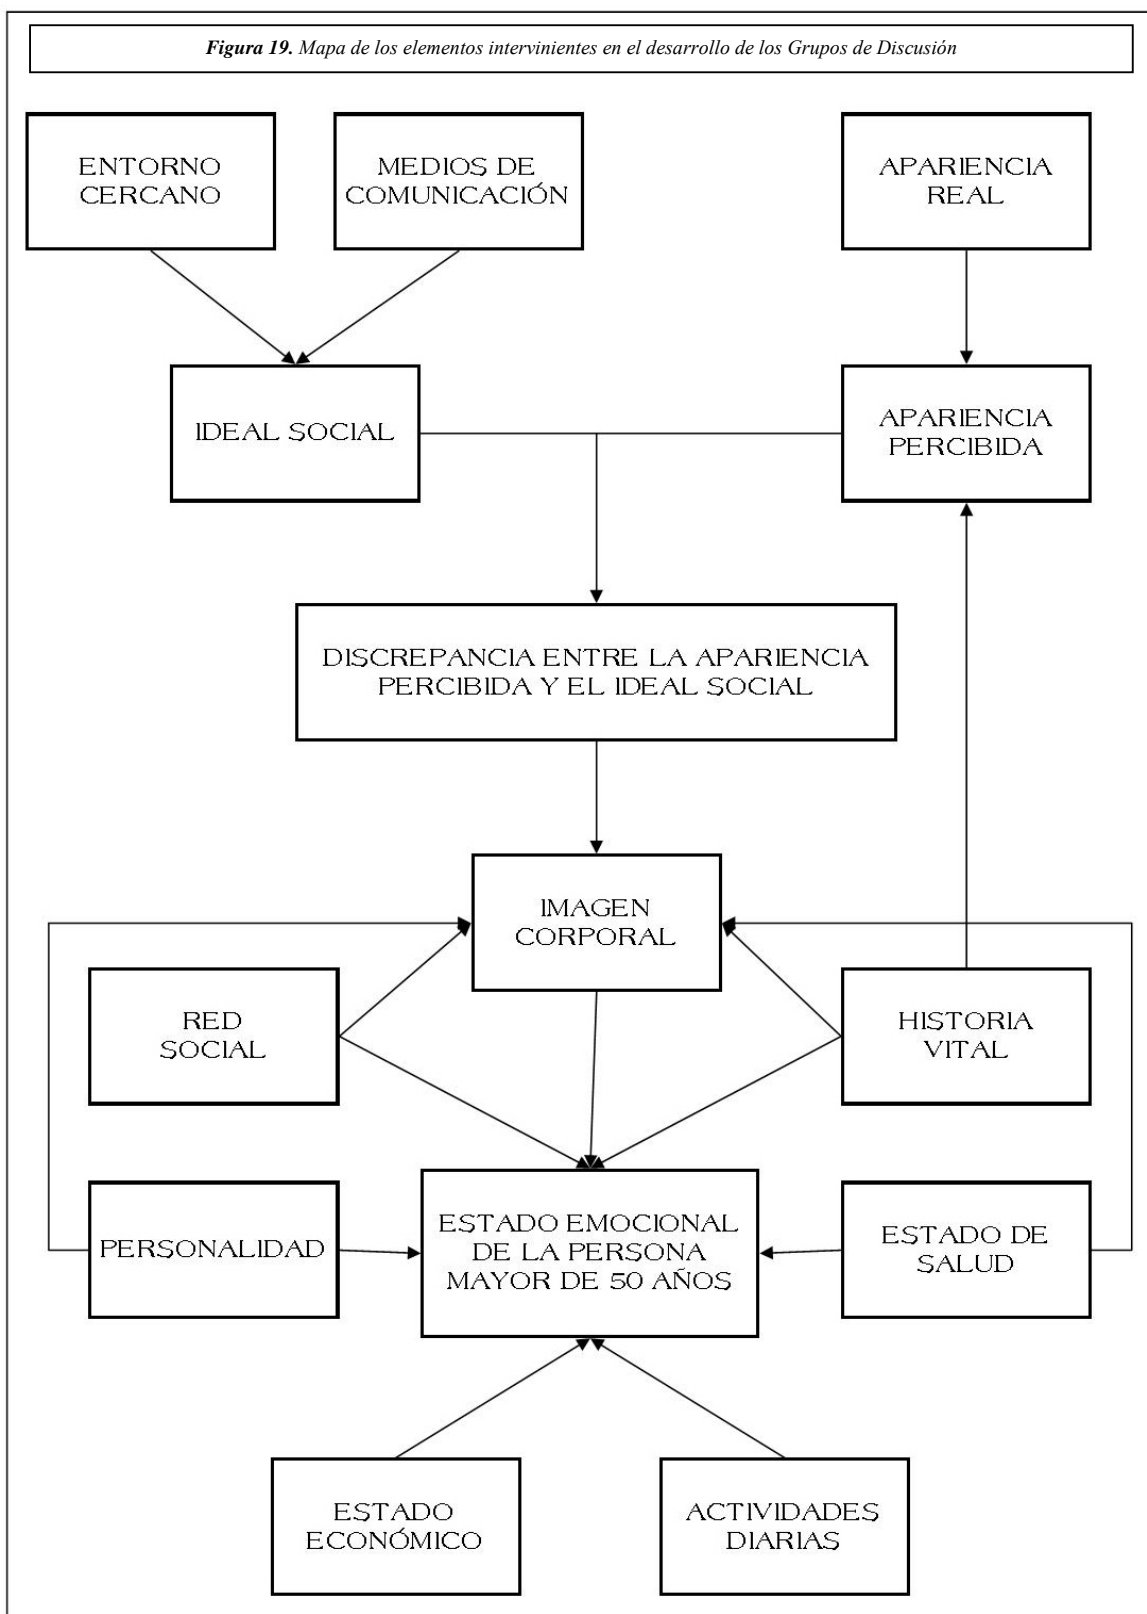 Figura 19. Mapa de los elementos intervinientes en el desarrollo de los Grupos de Discusión
ENTORNO
CERCANO
MEDIOS DE
COMUNICACIÓN
APARIENCIA
REAL
IDEAL SOCIAL
APARIENCIA
PERCIBIDA
DISCREPANCIA ENTRE LA APARIENCIA
PERCIBIDA Y EL IDEAL SOCIAL
IMAGEN
CORPORAL
RED
SOCIAL
HISTORIA
VITAL
PERSONALIDAD
ESTADO EMOCIONAL
DE LA PERSONA
MAYOR DE 50 AÑOS
ESTADO DE
SALUD
ESTADO
ECONÓMICO
ACTIVIDADES
DIARIAS